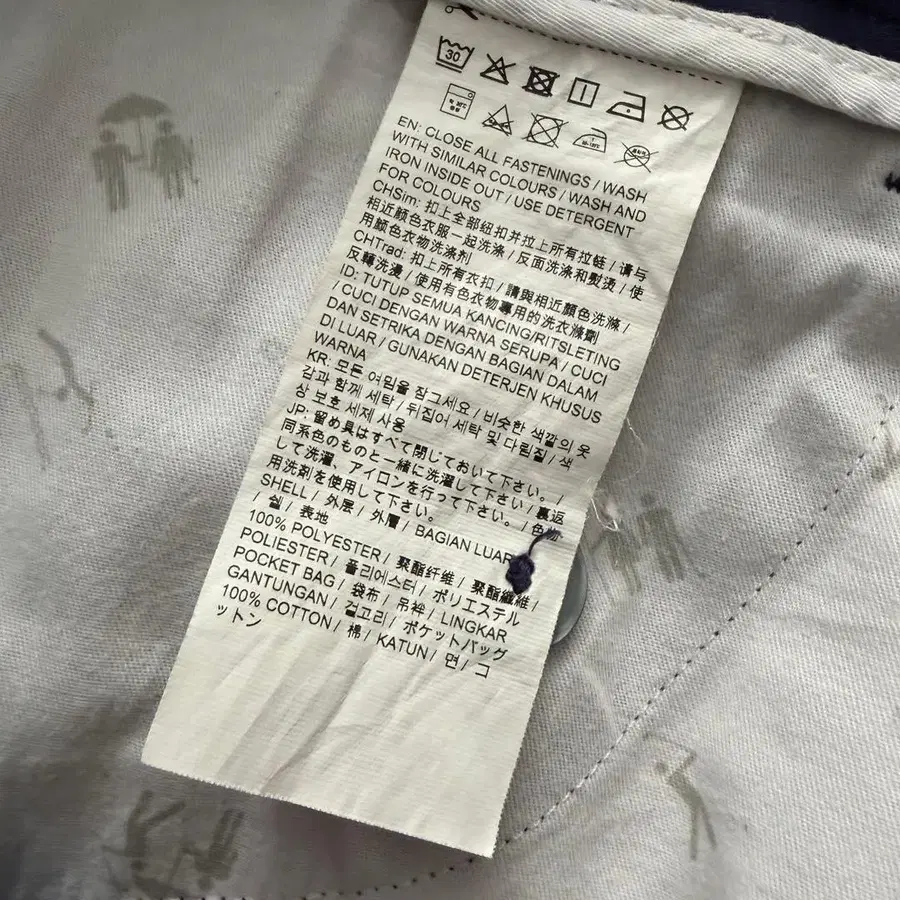 30
EN: CLOSE ALL FASTENINGS / WASH
WITH SIMILAR COLOURS / WASH AND
IRON INSIDE OUT / USE DETERGENT
FOR COLOURS
CHSim: 扣上全部纽扣并拉上所有拉鍊 / 请与
相近颜色衣服一起洗涤 / 反面洗涤和熨烫 / 使
用颜色衣物洗涤剂
CHTrad: 扣上所有衣扣 / 請與相近顏色洗滌 /
反轉洗燙 / 使用有色衣物專用的洗衣滌劑
ID: TUTUP SEMUA KANCING/RITSLETING
/ CUCI DENGAN WARNA SERUPA / CUCI
DAN SETRIKA DENGAN BAGIAN DALAM
DI LUAR / GUNAKAN DETERJEN KHUSUS
WARNA
KR: 모든 여밈을 잠그세요 / 비슷한 색깔의 옷
감과 함께 세탁 / 뒤집어 세탁 및 다림질 / 색
상 보호 세제 사용
JP: 留め具はすべて閉じておいて下さい。 /
同系色のものと一緒に洗濯して下さい / 裏返
して洗濯、アイロンを行って下さい。 / 色物
用洗剤を使用して下さい。
SHELL / 外层 / 外層 / BAGIAN LUAR
/ 쉘 / 表地
100% POLYESTER / 聚酯纤维 / 聚酯纖維 /
POLIESTER / 폴리에스터 / ポリエステル
POCKET BAG / 袋布 / 吊袢 / LINGKAR
GANTUNGAN / 걸고리 / ポケットバッグ
100% COTTON / 棉 / KATUN / 면 / コ
ットン